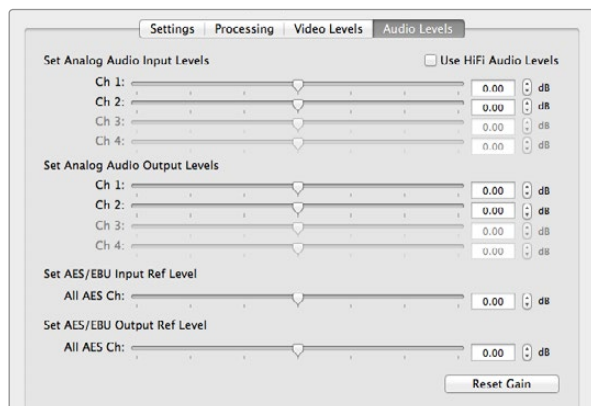 Settings Processing Video Levels Audio Levels
Set Analog Audio Input Levels Use HiFi Audio Levels
Ch 1: 0.00 dB
Ch 2: 0.00 dB
Ch 3: 0.00 dB
Ch 4: 0.00 dB
Set Analog Audio Output Levels
Ch 1: 0.00 dB
Ch 2: 0.00 dB
Ch 3: 0.00 dB
Ch 4: 0.00 dB
Set AES/EBU Input Ref Level
All AES Ch: 0.00 dB
Set AES/EBU Output Ref Level
All AES Ch: 0.00 dB
Reset Gain